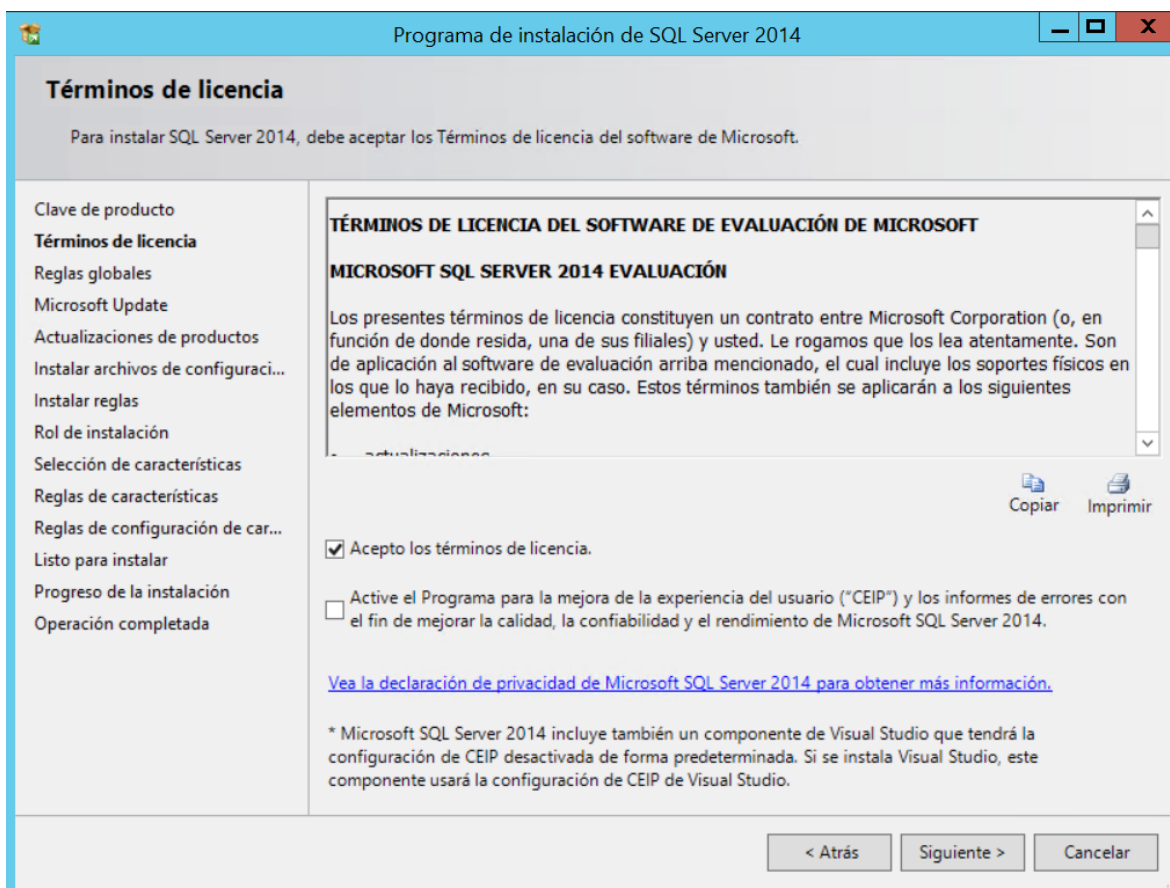 Programa de instalación de SQL Server 2014
Términos de licencia
Para instalar SQL Server 2014, debe aceptar los Términos de licencia del software de Microsoft.
Clave de producto
Términos de licencia
Reglas globales
Microsoft Update
Actualizaciones de productos
Instalar archivos de configuraci...
Instalar reglas
Rol de instalación
Selección de características
Reglas de características
Reglas de configuración de car...
Listo para instalar
Progreso de la instalación
Operación completada
TÉRMINOS DE LICENCIA DEL SOFTWARE DE EVALUACIÓN DE MICROSOFT
MICROSOFT SQL SERVER 2014 EVALUACIÓN
Los presentes términos de licencia constituyen un contrato entre Microsoft Corporation (o, en
función de donde resida, una de sus filiales) y usted. Le rogamos que los lea atentamente. Son
de aplicación al software de evaluación arriba mencionado, el cual incluye los soportes físicos en
los que lo haya recibido, en su caso. Estos términos también se aplicarán a los siguientes
elementos de Microsoft:
• actualizaciones
Copiar
Imprimir
Acepto los términos de licencia.
Active el Programa para la mejora de la experiencia del usuario (“CEIP”) y los informes de errores con
el fin de mejorar la calidad, la confiabilidad y el rendimiento de Microsoft SQL Server 2014.
Vea la declaración de privacidad de Microsoft SQL Server 2014 para obtener más información.
* Microsoft SQL Server 2014 incluye también un componente de Visual Studio que tendrá la
configuración de CEIP desactivada de forma predeterminada. Si se instala Visual Studio, este
componente usará la configuración de CEIP de Visual Studio.
< Atrás
Siguiente >
Cancelar